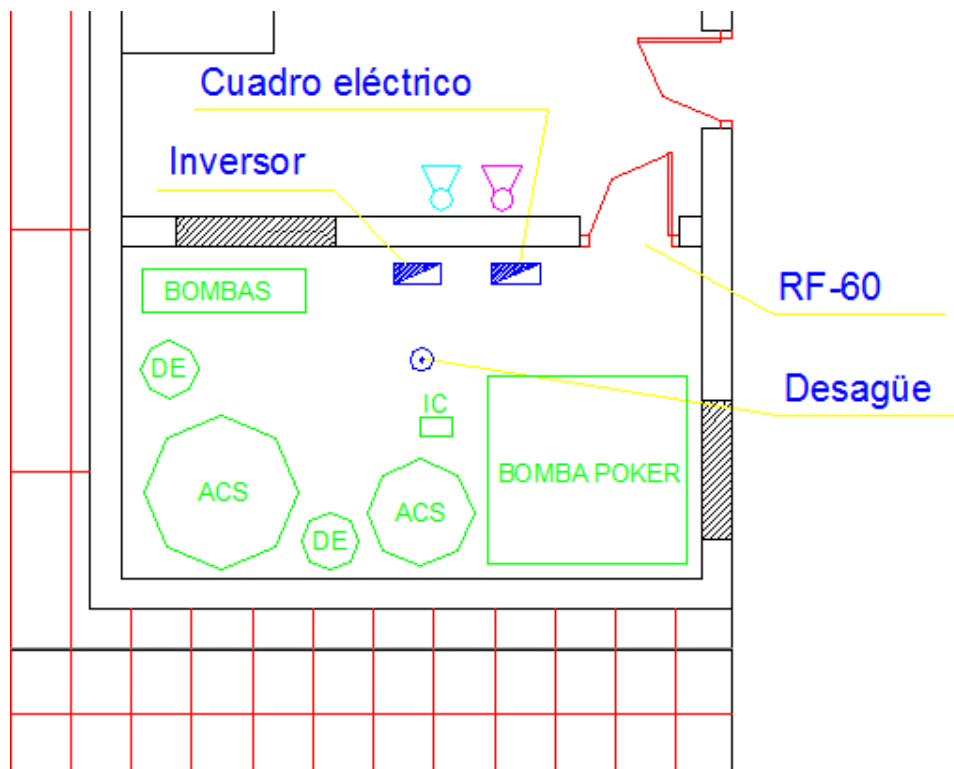 Cuadro eléctrico
Inversor
RF-60
BOMBAS
DE
Desagüe
IC
BOMBA POKER
ACS
ACS
DE